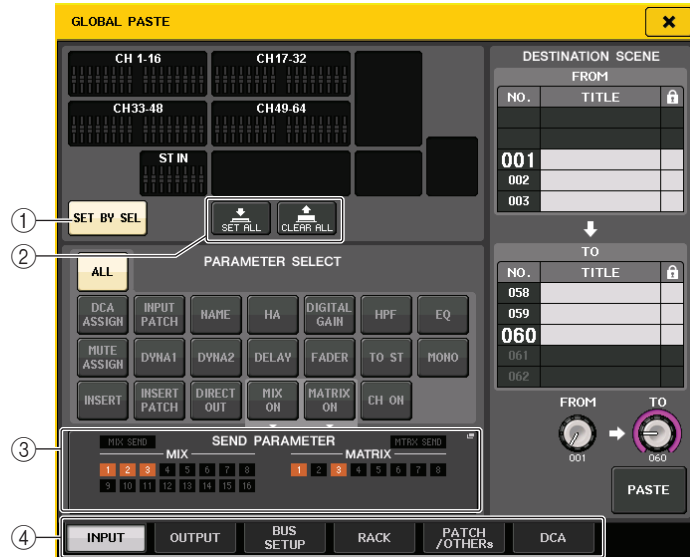 GLOBAL PASTE
CH 1-16
CH17-32
CH33-48
CH49-64
ST IN
① SET BY SEL
② SET ALL
CLEAR ALL
PARAMETER SELECT
ALL
DCA ASSIGN
INPUT PATCH
NAME
HA
DIGITAL GAIN
HPF
EQ
MUTE ASSIGN
DYNA1
DYNA2
DELAY
FADER
TO ST
MONO
INSERT
INSERT PATCH
DIRECT OUT
MIX ON
MATRIX ON
CH ON
③ MIX SEND
SEND PARAMETER
MTRX SEND
MIX
MATRIX
1 2 3 4 5 6 7 8
1 2 3 4 5 6 7 8
9 10 11 12 13 14 15 16
④ INPUT
OUTPUT
BUS SETUP
RACK
PATCH /OTHERs
DCA
DESTINATION SCENE
FROM
NO. TITLE
001
002
003
TO
NO. TITLE
058
059
060
061
062
FROM TO
001 060
PASTE